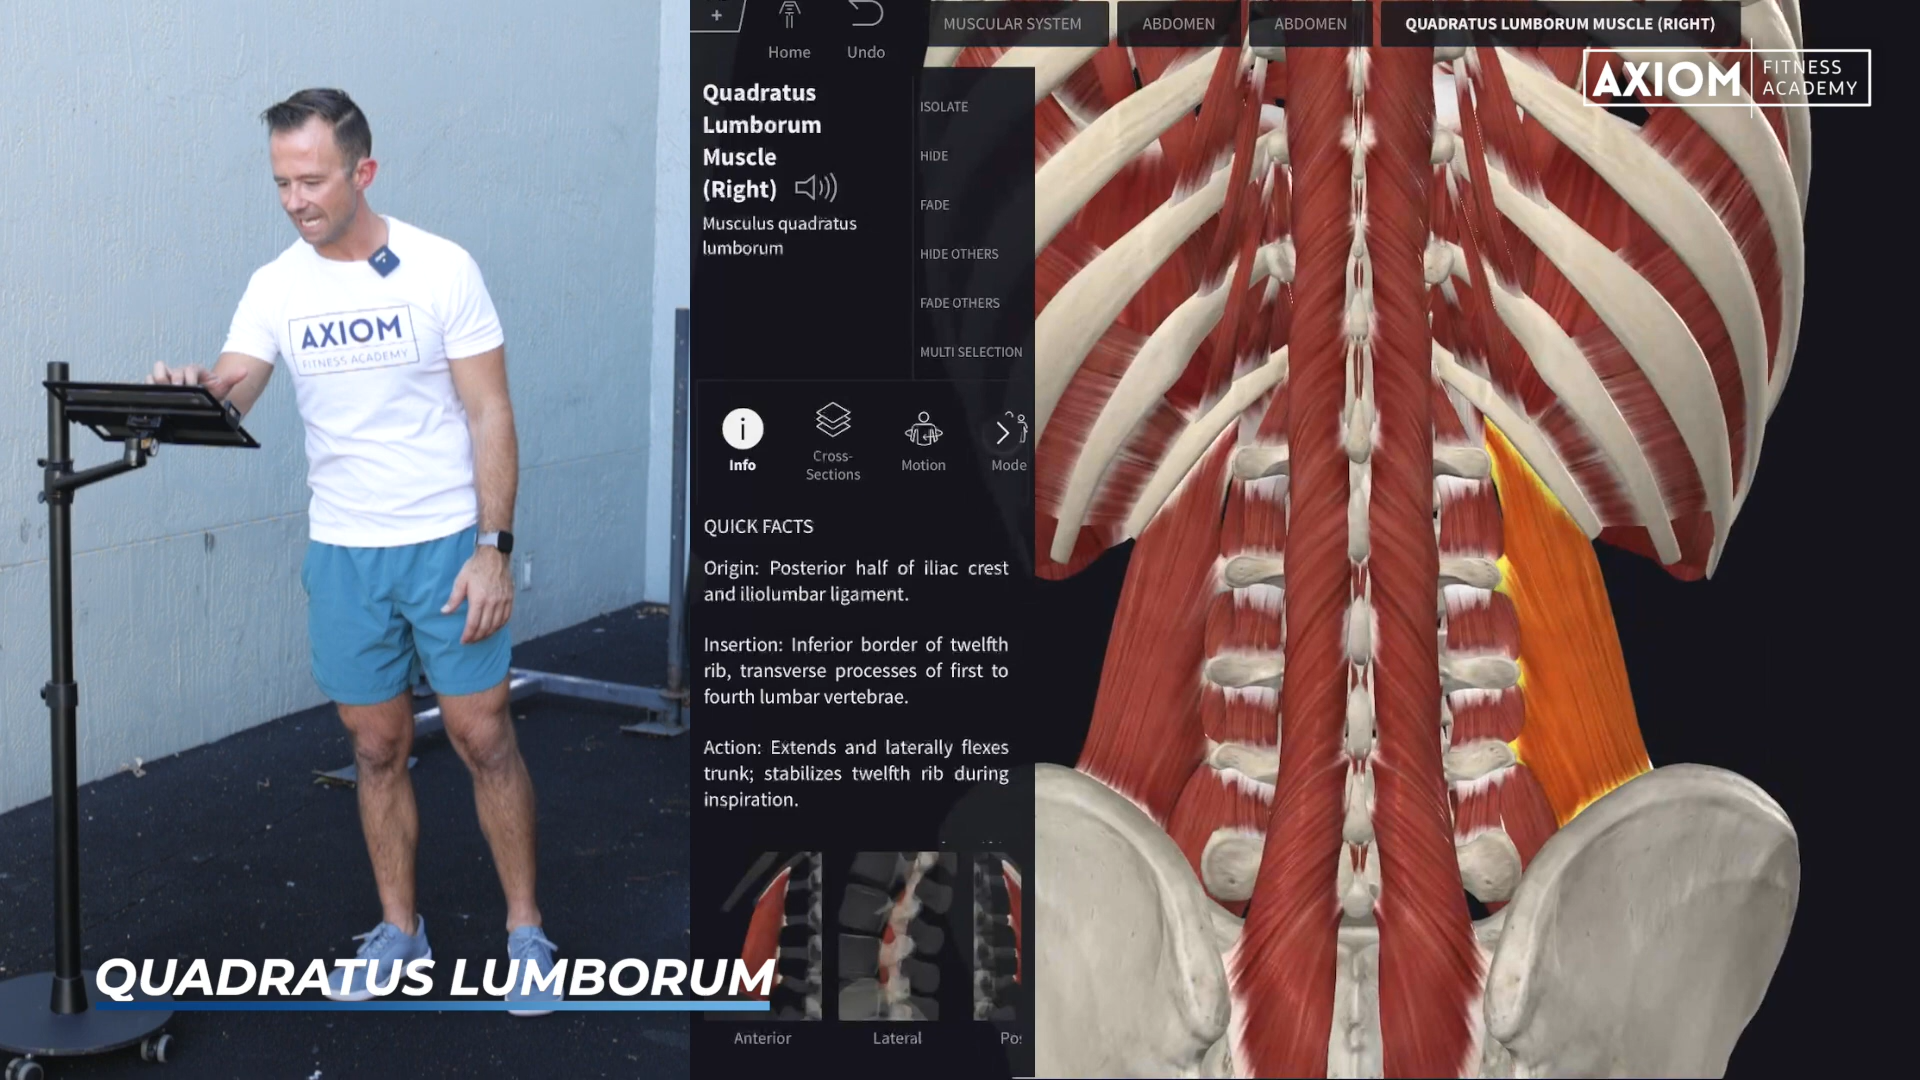 Home
Undo
MUSCULAR SYSTEM
ABDOMEN
ABDOMEN
QUADRATUS LUMBORUM MUSCLE (RIGHT)
AXIOM
FITNESS
ACADEMY
Quadratus
Lumborum
Muscle
(Right)
Musculus quadratus
lumborum
ISOLATE
HIDE
FADE
HIDE OTHERS
FADE OTHERS
MULTI SELECTION
AXIOM
FITNESS ACADEMY
Info
Cross-
Sections
Motion
Mode
QUICK FACTS
Origin: Posterior half of iliac crest
and iliolumbar ligament.
Insertion: Inferior border of twelfth
rib, transverse processes of first to
fourth lumbar vertebrae.
Action: Extends and laterally flexes
trunk; stabilizes twelfth rib during
inspiration.
Anterior
Lateral
Pos
QUADRATUS LUMBORUM